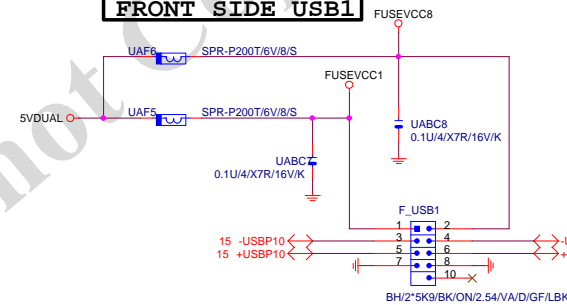 FRONT SIDE USB1
FUSEVCC8
UAF6
SPR-P200T/6V/8/S
FUSEVCC1
5VDUAL
UAF5
SPR-P200T/6V/8/S
UABC8
0.1U/4/X7R/16V/K
UABC7
0.1U/4/X7R/16V/K
F_USB1
1 2
15 -USBP10 3 4 -U
15 +USBP10 5 6
7 8
10
BH/2*5K9/BK/ON/2.54/VA/D/GF/LBK
not C